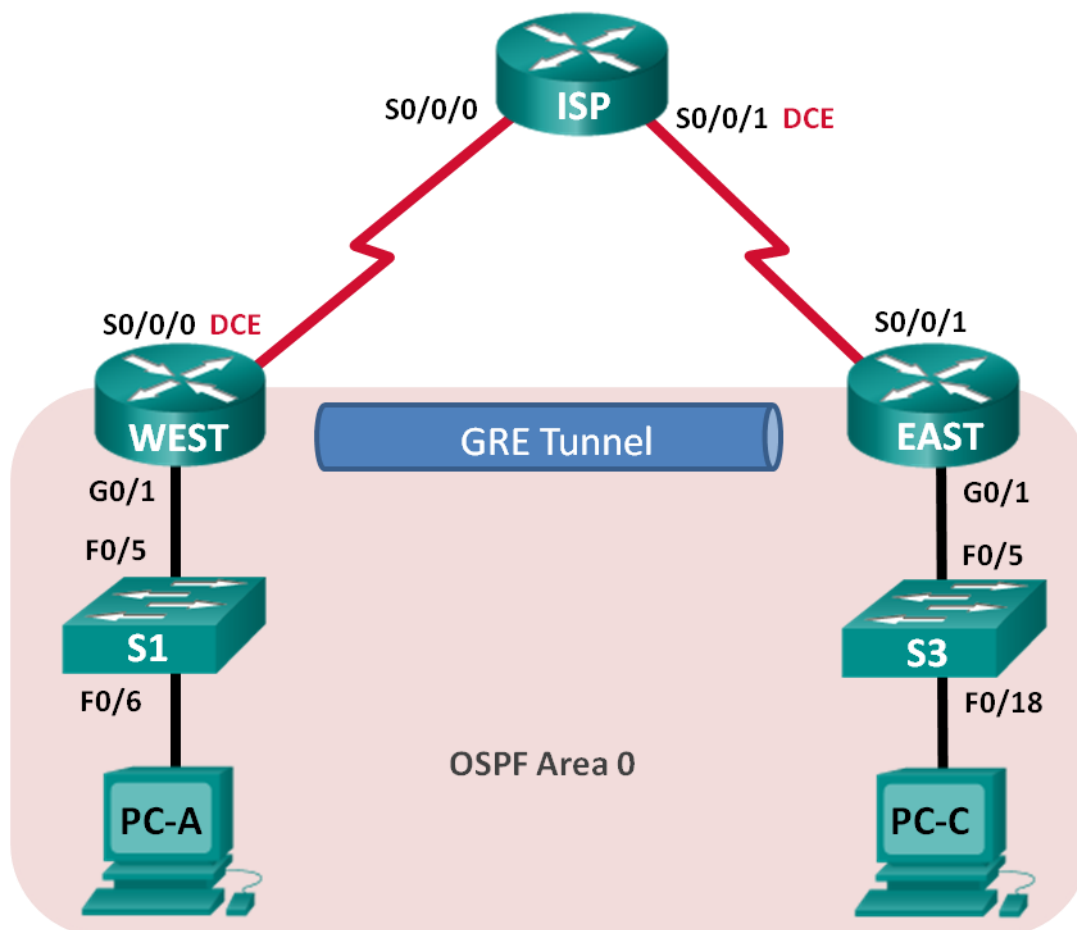 ISP
S0/0/0
S0/0/1 DCE
S0/0/0 DCE
S0/0/1
WEST
GRE Tunnel
EAST
G0/1
G0/1
F0/5
F0/5
S1
S3
F0/6
F0/18
OSPF Area 0
PC-A
PC-C